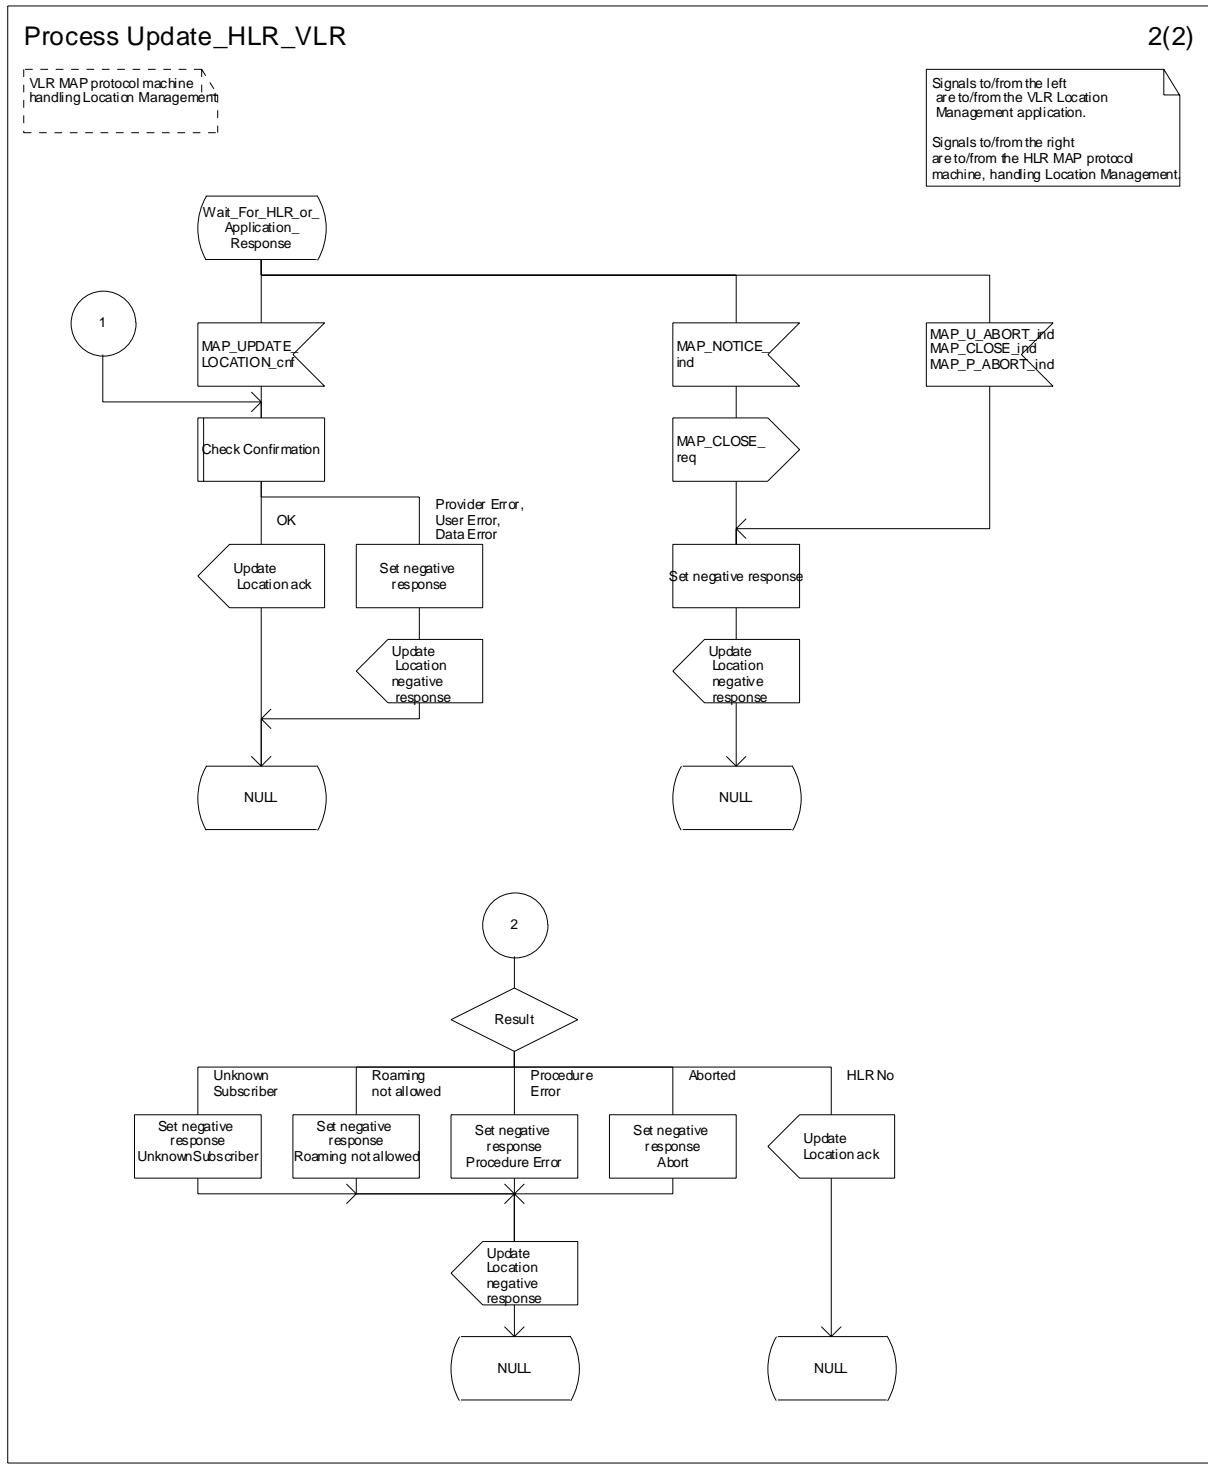 Process Update_HLR_VLR
2(2)
VLR MAP protocol machine
handling Location Management
Signals to/from the left
are to/from the VLR Location
Management application.
Signals to/from the right
are to/from the HLR MAP protocol
machine, handling Location Management.
Wait_For_HLR_or_
Application_
Response
1
MAP_UPDATE_
LOCATION_cnf
MAP_NOTICE_
ind
MAP_U_ABORT_ind
MAP_CLOSE_ind
MAP_P_ABORT_ind
Check Confirmation
MAP_CLOSE_
req
OK
Provider Error,
User Error,
Data Error
Update
Location ack
Set negative
response
Set negative response
Update
Location
negative
response
Update
Location
negative
response
NULL
NULL
2
Result
Unknown
Subscriber
Roaming
not allowed
Procedure
Error
Aborted
HLR No
Set negative
response
UnknownSubscriber
Set negative
response
Roaming not allowed
Set negative
response
Procedure Error
Set negative
response
Abort
Update
Location ack
Update
Location
negative
response
NULL
NULL